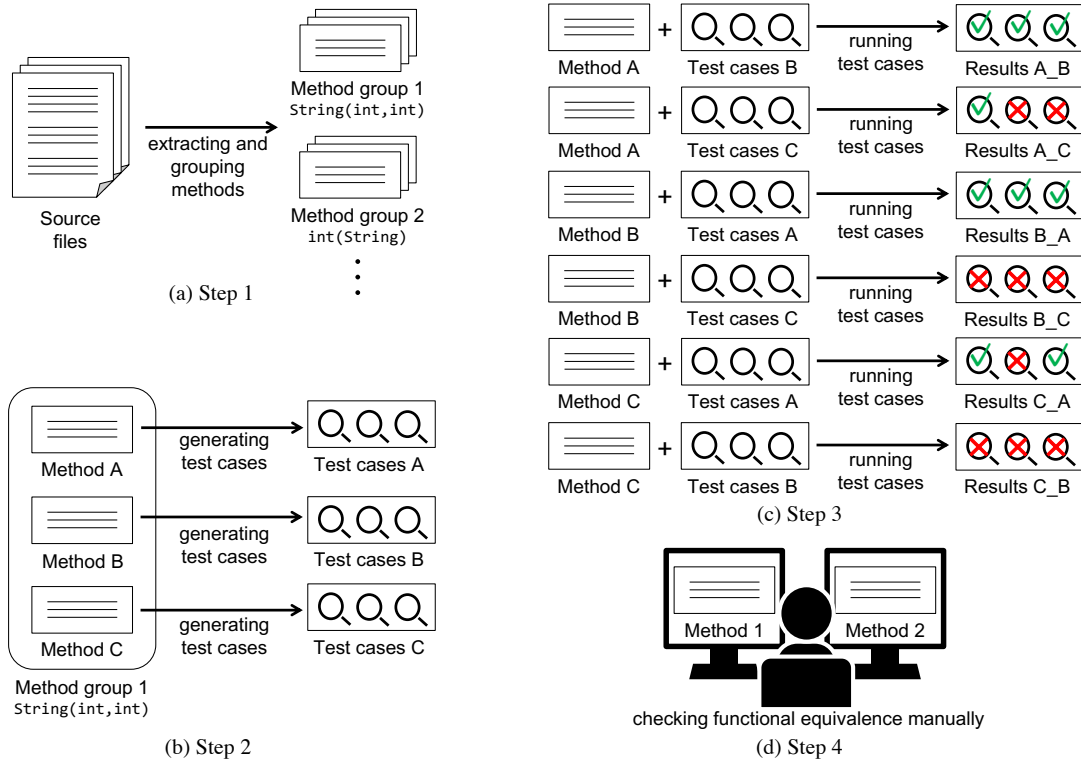 Source
files
extracting and
grouping
methods
Method group 1
String(int,int)
Method group 2
int(String)
(a) Step 1
Method A
generating
test cases
Test cases A
Method B
generating
test cases
Test cases B
Method C
generating
test cases
Test cases C
Method group 1
String(int,int)
(b) Step 2
Method A
+
Test cases B
running
test cases
Results A_B
Method A
+
Test cases C
running
test cases
Results A_C
Method B
+
Test cases A
running
test cases
Results B_A
Method B
+
Test cases C
running
test cases
Results B_C
Method C
+
Test cases A
running
test cases
Results C_A
Method C
+
Test cases B
running
test cases
Results C_B
(c) Step 3
Method 1
Method 2
checking functional equivalence manually
(d) Step 4